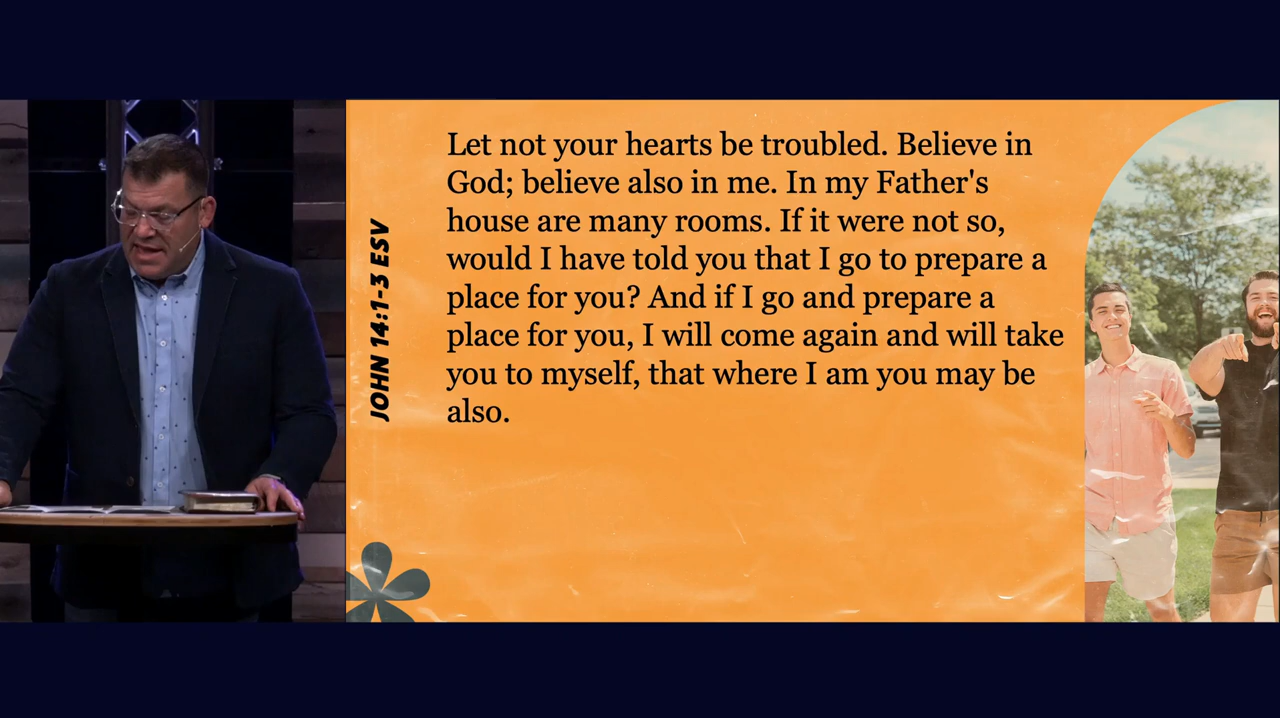 JOHN 14:1-3 ESV
Let not your hearts be troubled. Believe in
God; believe also in me. In my Father's
house are many rooms. If it were not so,
would I have told you that I go to prepare a
place for you? And if I go and prepare a
place for you, I will come again and will take
you to myself, that where I am you may be
also.